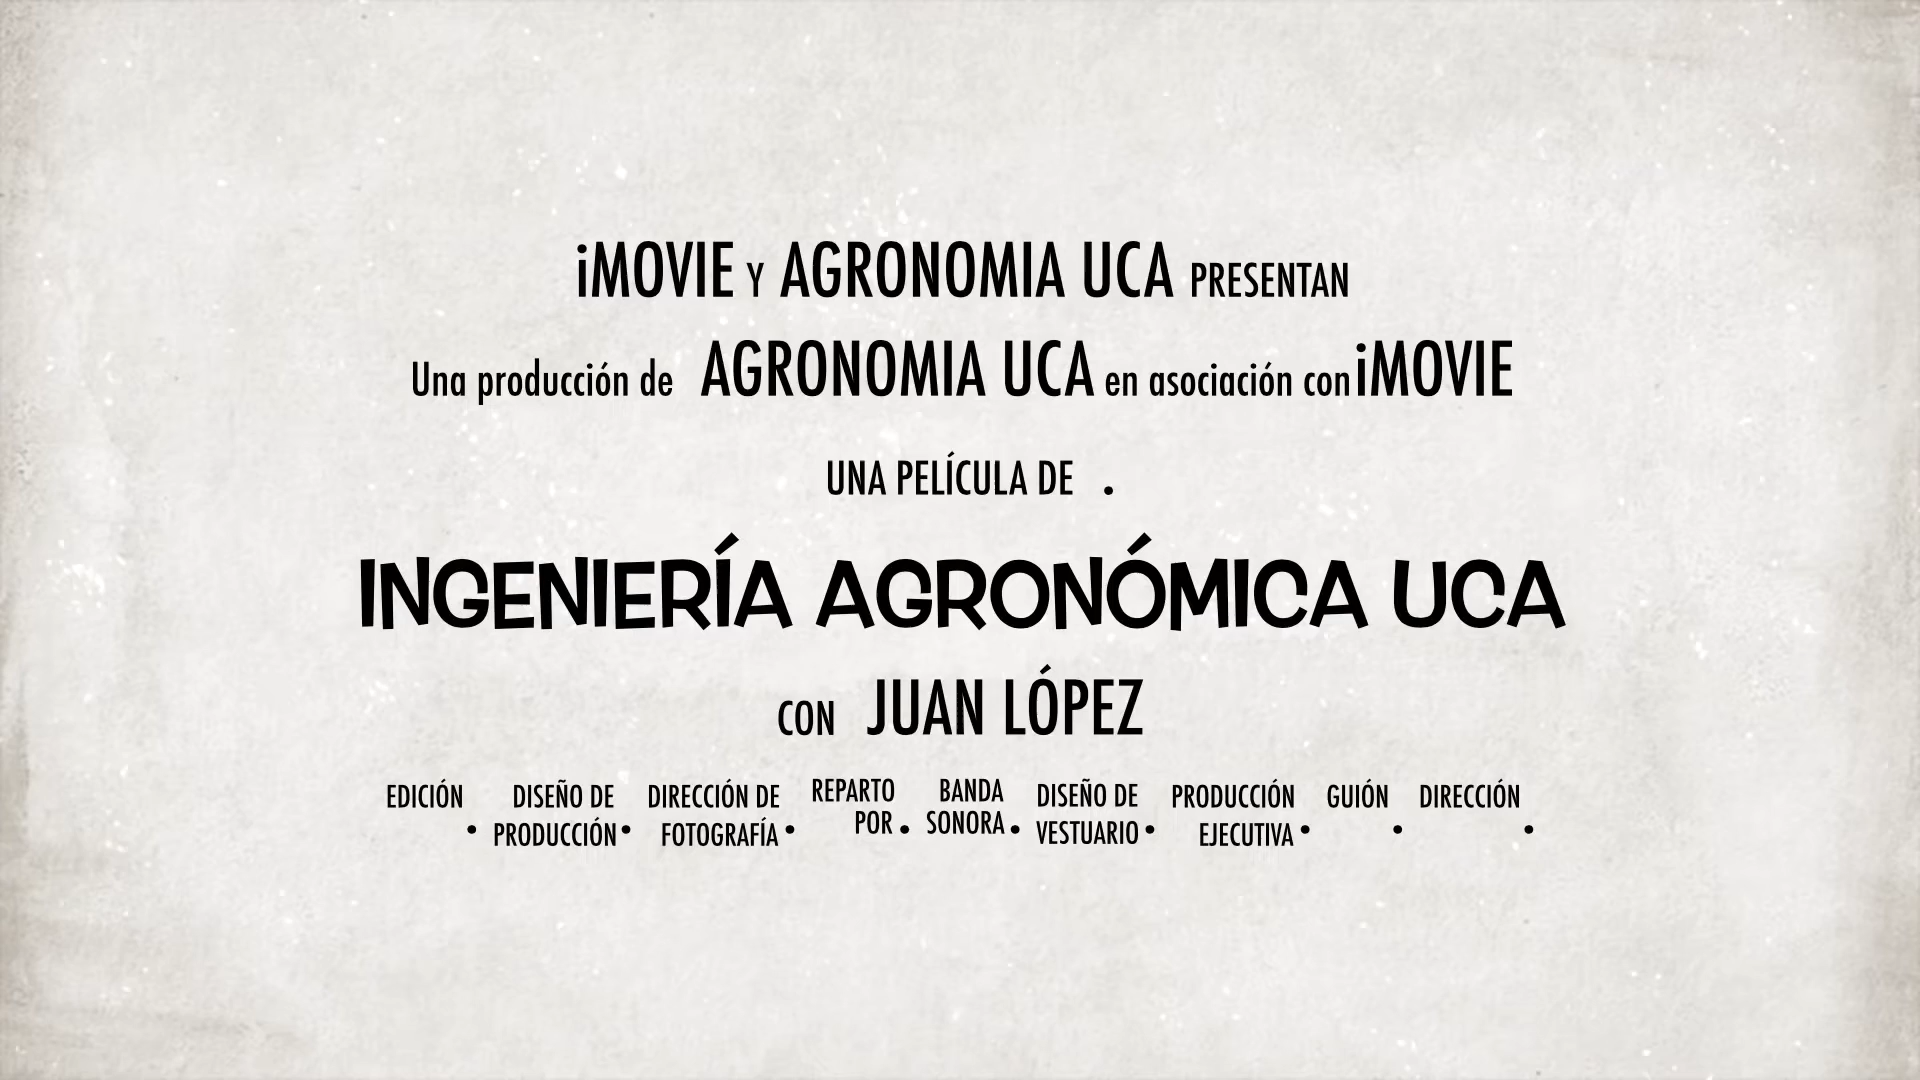 iMOVIE Y AGRONOMIA UCA PRESENTAN
Una producción de AGRONOMIA UCA en asociación con iMOVIE
UNA PELÍCULA DE .
INGENIERÍA AGRONÓMICA UCA
CON JUAN LÓPEZ
EDICIÓN .
DISEÑO DE
PRODUCCIÓN .
DIRECCIÓN DE
FOTOGRAFÍA .
REPARTO
POR .
BANDA
SONORA .
DISEÑO DE
VESTUARIO .
PRODUCCIÓN
EJECUTIVA .
GUIÓN .
DIRECCIÓN .